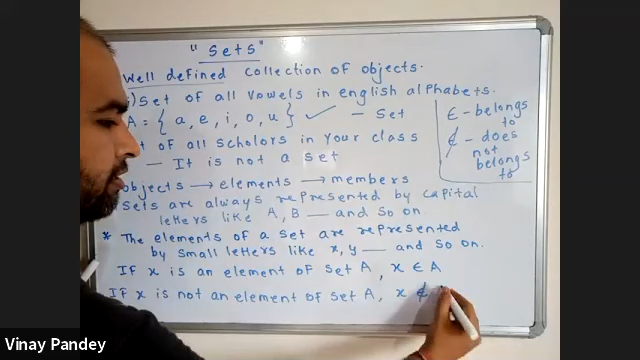 "Sets"
Well defined collection of objects.
i) Set of all vowels in english alphabets.
A = { a, e, i, o, u } ✓ — Set
of all scholors in your class
— It is not a set
objects → elements → members
Sets are always represented by capital
letters like A, B — and so on
* The elements of a set are represented
by small letters like x, y — and so on.
If x is an element of set A, x ∈ A
If x is not an element of set A, x ∉
∈ - belongs
to
∉ - does
not
belongs
to
Vinay Pandey